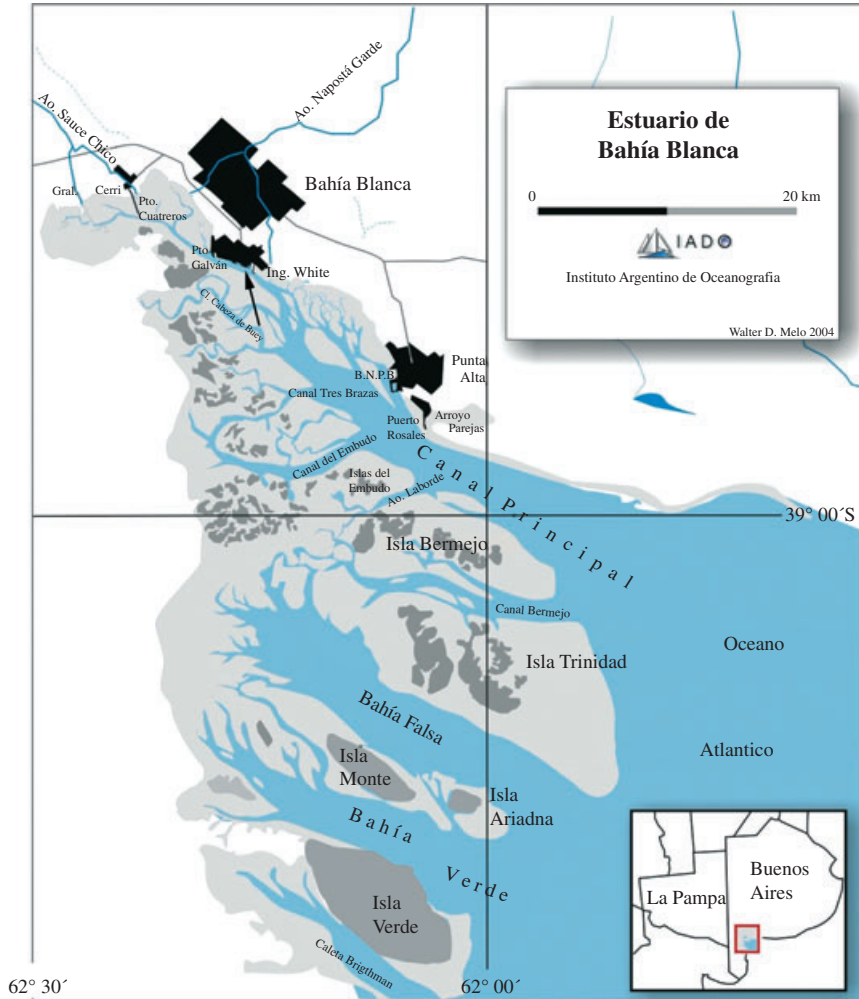 Estuario de
Bahía Blanca
0
20 km
IADO
Instituto Argentino de Oceanografia
Walter D. Melo 2004
Ao. Napostá Garde
Ao. Sauce Chico
Bahía Blanca
Gral.
Cerri
Pto.
Cuatreros
Pto
Galván
Ing. White
Cl. Cabeza de Buey
B.N.P.B.
Punta
Alta
Canal Tres Brazas
Puerto
Rosales
Arroyo
Parejas
Canal del Embudo
Islas del
Embudo
Ao. Laborde
Canal Principal
39° 00´S
Isla Bermejo
Canal Bermejo
Isla Trinidad
Oceano
Atlantico
Bahía Falsa
Isla
Monte
Isla
Ariadna
Bahía
Verde
Isla
Verde
Caleta Brigthman
La Pampa
Buenos
Aires
62° 30´
62° 00´